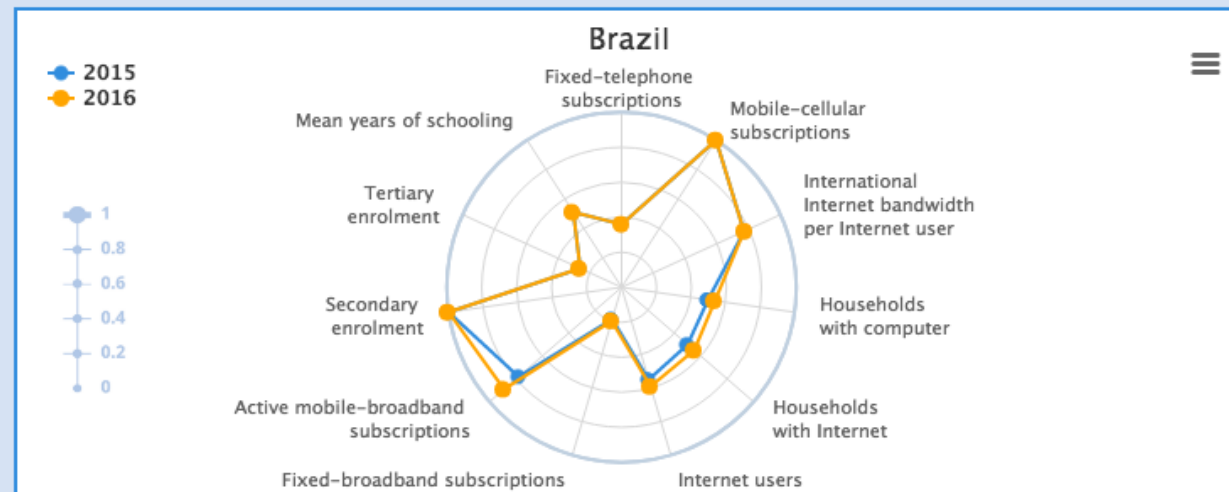 Brazil
2015
2016
Fixed-telephone
subscriptions
Mobile-cellular
subscriptions
International
Internet bandwidth
per Internet user
Households
with computer
Households
with Internet
Internet users
Fixed-broadband subscriptions
Active mobile-broadband
subscriptions
Secondary
enrolment
Tertiary
enrolment
Mean years of schooling
1
0.8
0.6
0.4
0.2
0